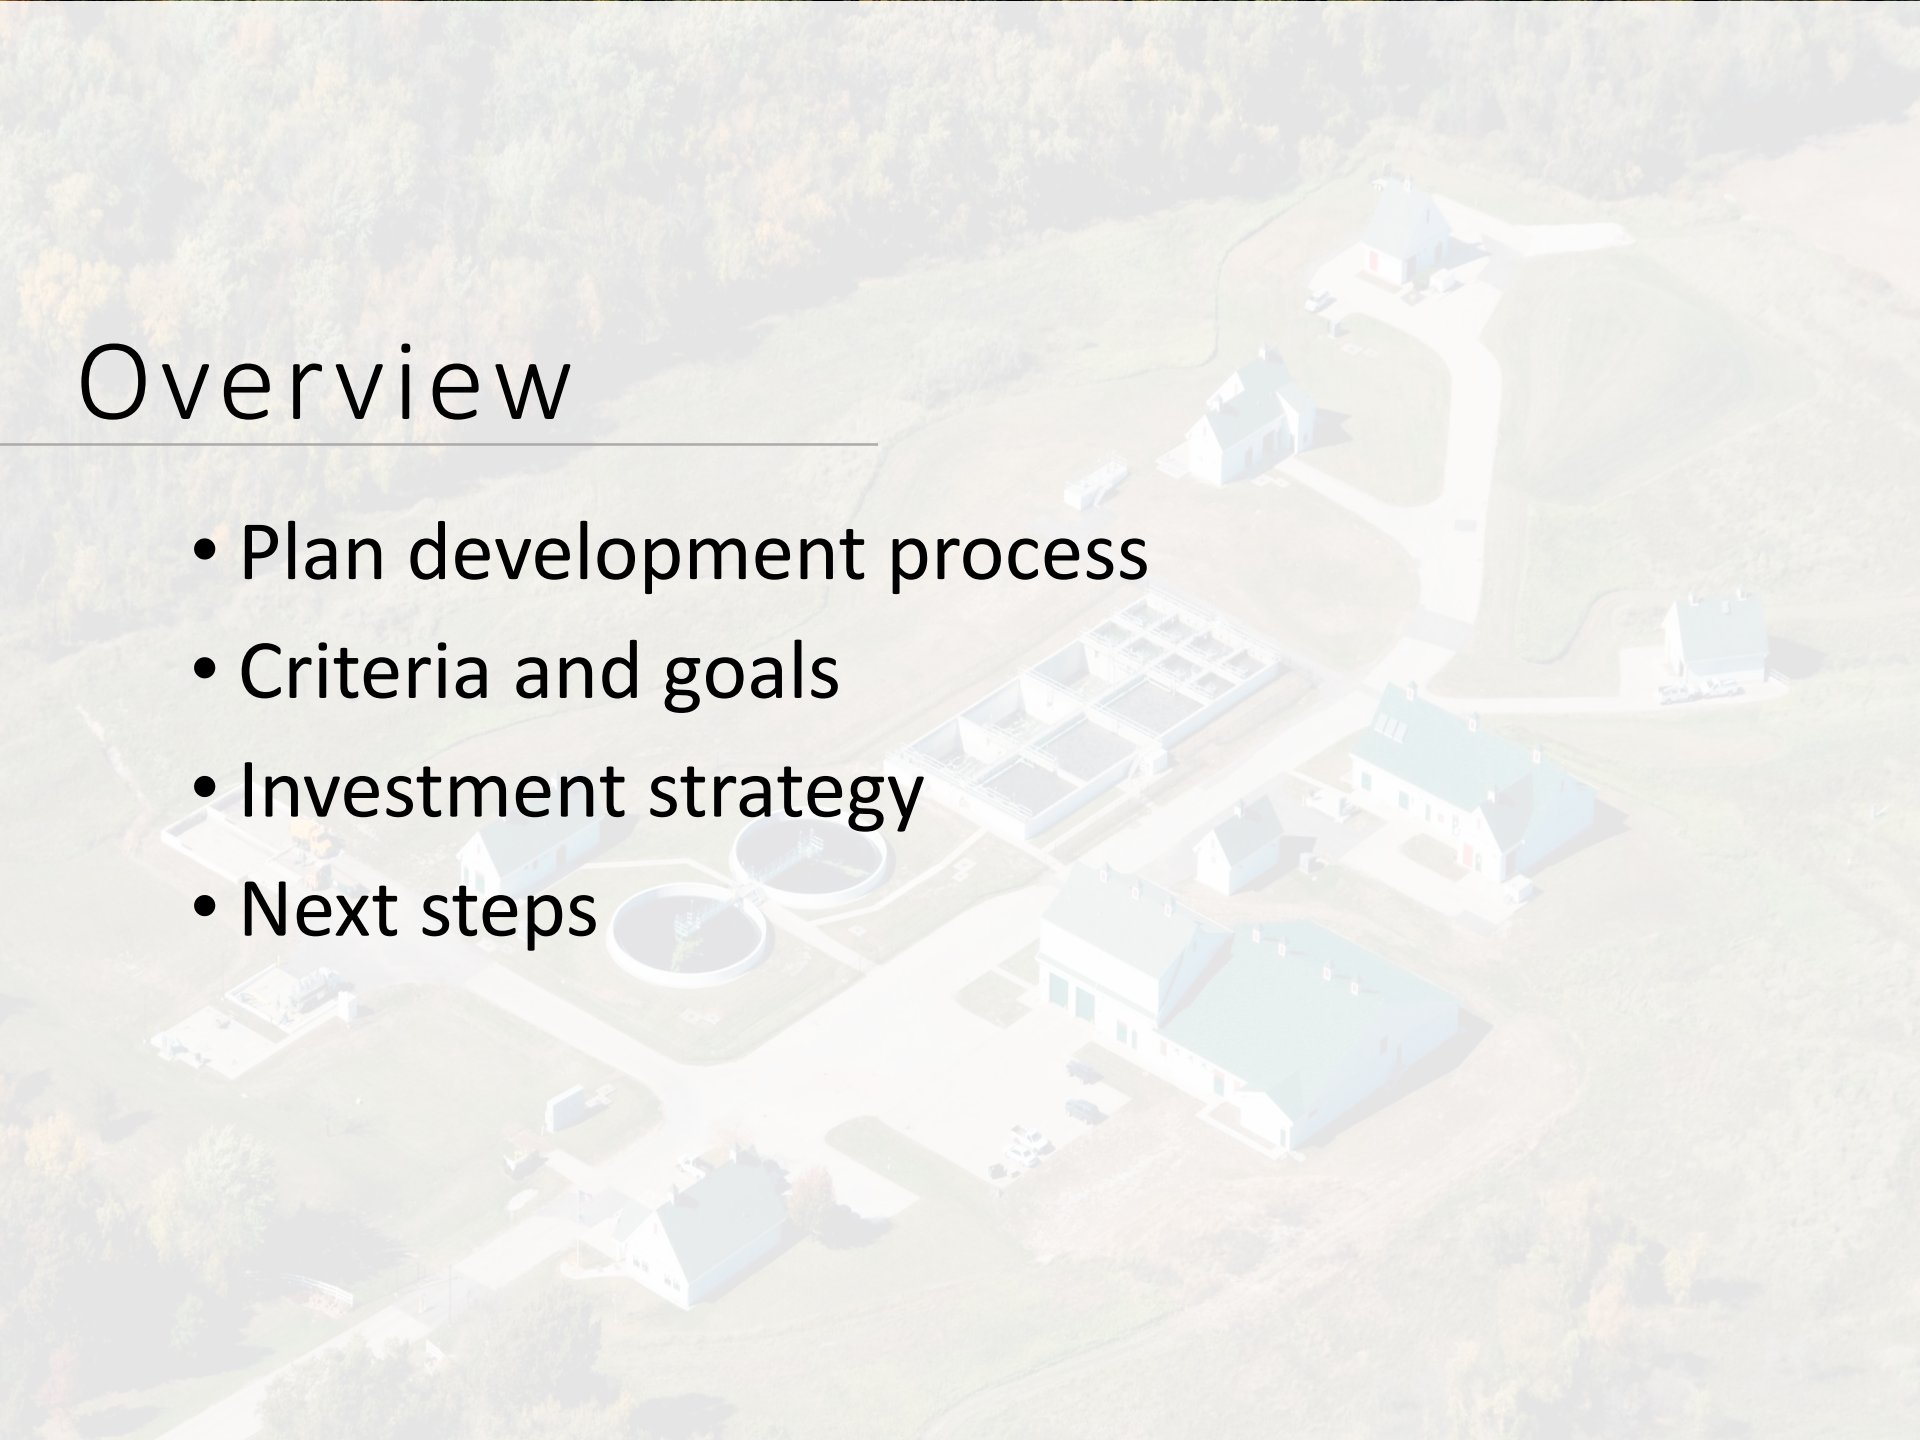 Overview
• Plan development process
• Criteria and goals
• Investment strategy
• Next steps